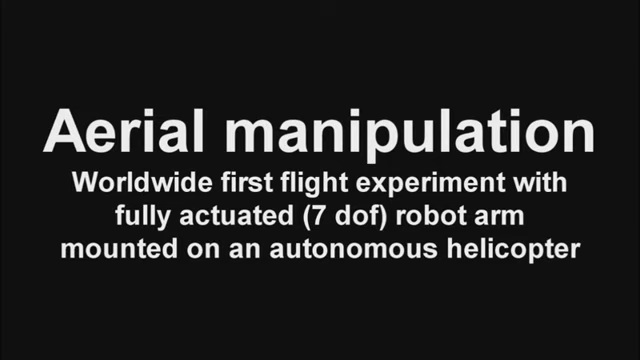 Aerial manipulation
Worldwide first flight experiment with
fully actuated (7 dof) robot arm
mounted on an autonomous helicopter